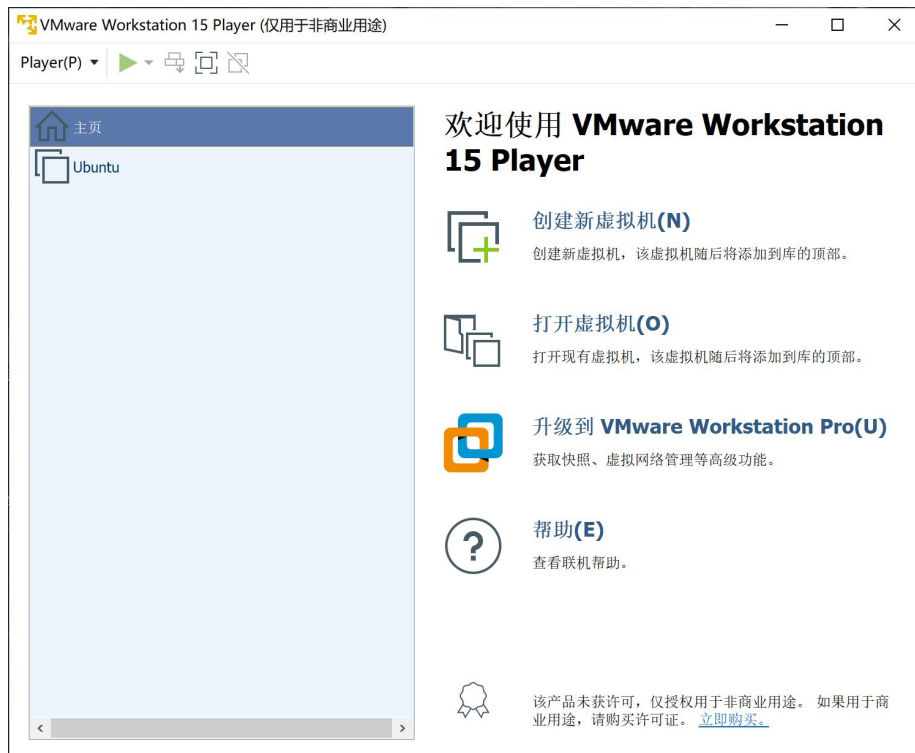 VMware Workstation 15 Player (仅用于非商业用途)
Player(P)
主页
Ubuntu
欢迎使用 VMware Workstation
15 Player
创建新虚拟机(N)
创建新虚拟机，该虚拟机随后将添加到库的顶部。
打开虚拟机(O)
打开现有虚拟机，该虚拟机随后将添加到库的顶部。
升级到 VMware Workstation Pro(U)
获取快照、虚拟网络管理等高级功能。
帮助(E)
查看联机帮助。
该产品未获许可，仅授权用于非商业用途。 如果用于商
业用途，请购买许可证。 立即购买。